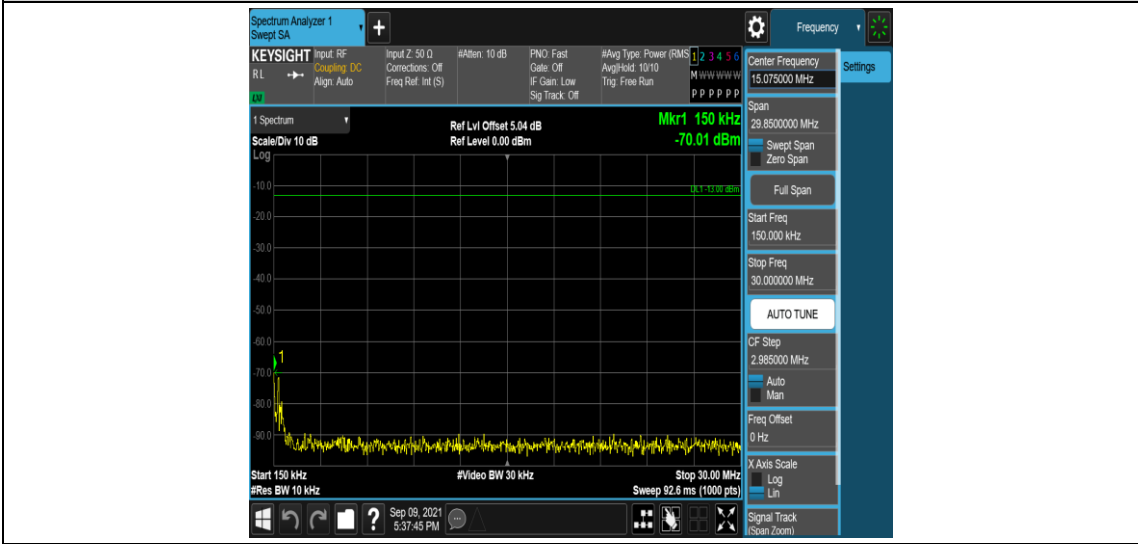 Spectrum Analyzer 1
Swept SA
Frequency
KEYSIGHT Input: RF
Coupling: DC
Align: Auto
RL
LM
Input Z: 50 Ω
Corrections: Off
Freq Ref: Int (S)
#Atten: 10 dB
PNO: Fast
Gate: Off
IF Gain: Low
Sig Track: Off
#Avg Type: Power (RMS
Avg|Hold: 10/10
Trig: Free Run
1 2 3 4 5 6
M W W W W W
P P P P P P
1 Spectrum
Scale/Div 10 dB
Log
Ref Lvl Offset 5.04 dB
Ref Level 0.00 dBm
Mkr1 150 kHz
-70.01 dBm
DL1 -13.00 dBm
-10.0
-20.0
-30.0
-40.0
-50.0
-60.0
1
-70.0
-80.0
-90.0
Start 150 kHz
#Res BW 10 kHz
#Video BW 30 kHz
Stop 30.00 MHz
Sweep 92.6 ms (1000 pts)
Center Frequency
15.075000 MHz
Settings
Span
29.8500000 MHz
Swept Span
Zero Span
Full Span
Start Freq
150.000 kHz
Stop Freq
30.000000 MHz
AUTO TUNE
CF Step
2.985000 MHz
Auto
Man
Freq Offset
0 Hz
X Axis Scale
Log
Lin
Signal Track
(Span Zoom)
?
Sep 09, 2021
5:37:45 PM